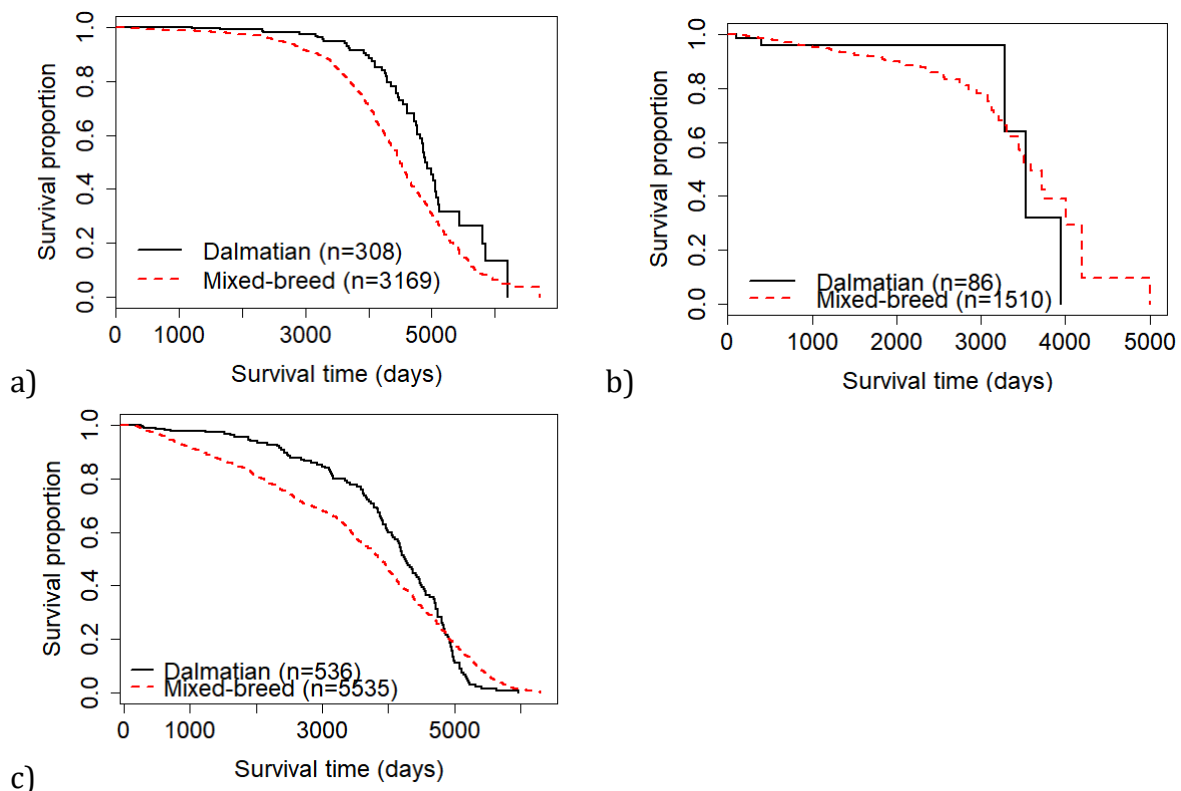 1.0
0.8
0.6
0.4
0.2
0.0
Survival proportion
Dalmatian (n=308)
Mixed-breed (n=3169)
0 1000 3000 5000
Survival time (days)
a)
1.0
0.8
0.6
0.4
0.2
0.0
Survival proportion
Dalmatian (n=86)
Mixed-breed (n=1510)
0 1000 2000 3000 4000 5000
Survival time (days)
b)
1.0
0.8
0.6
0.4
0.2
0.0
Survival proportion
Dalmatian (n=536)
Mixed-breed (n=5535)
0 1000 3000 5000
Survival time (days)
c)